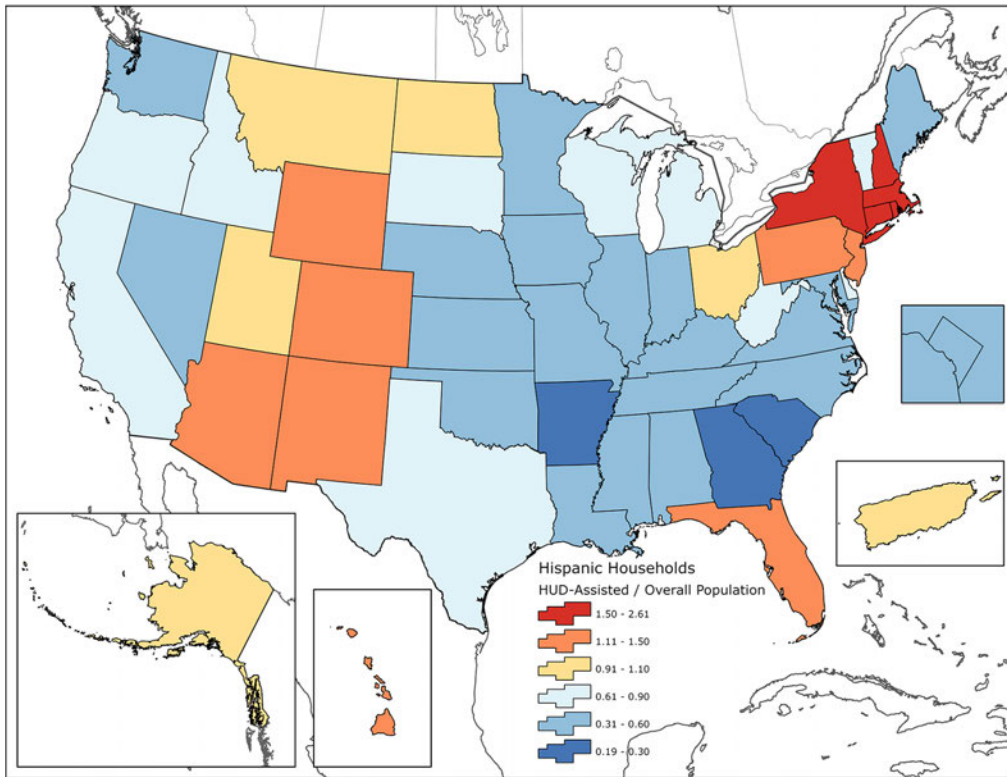 Hispanic Households
HUD-Assisted / Overall Population
1.50 - 2.61
1.11 - 1.50
0.91 - 1.10
0.61 - 0.90
0.31 - 0.60
0.19 - 0.30